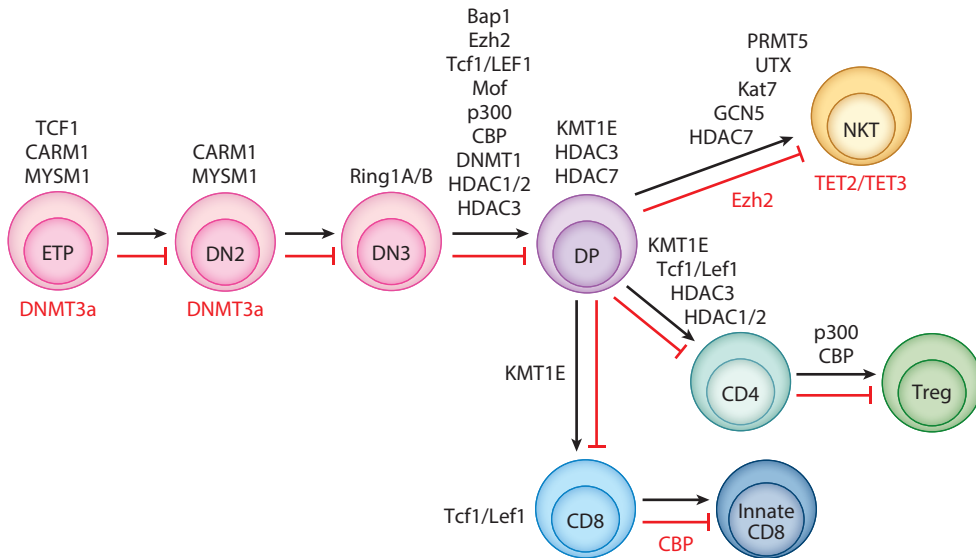 TCF1
CARM1
MYSM1
ETP
DNMT3a
CARM1
MYSM1
DN2
DNMT3a
Ring1A/B
DN3
Bap1
Ezh2
Tcf1/LEF1
Mof
p300
CBP
DNMT1
HDAC1/2
HDAC3
KMT1E
HDAC3
HDAC7
DP
PRMT5
UTX
Kat7
GCN5
HDAC7
Ezh2
NKT
TET2/TET3
KMT1E
Tcf1/Lef1
HDAC3
HDAC1/2
CD4
p300
CBP
Treg
KMT1E
Tcf1/Lef1
CD8
CBP
Innate
CD8